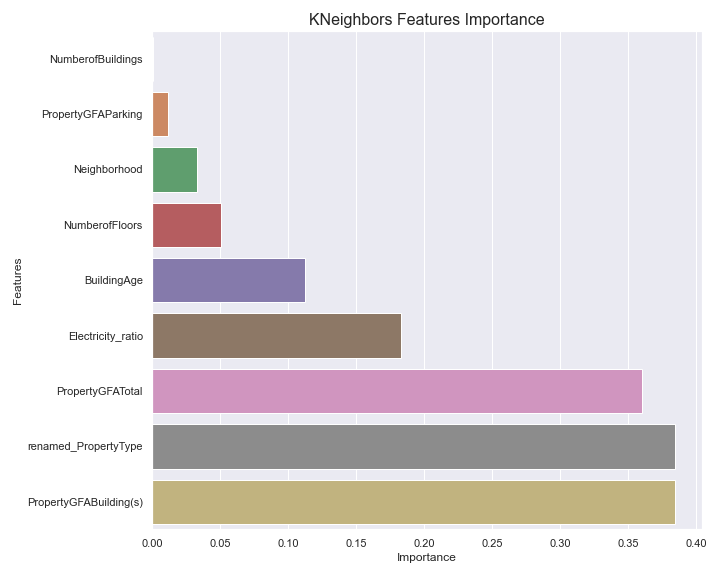 KNeighbors Features Importance
NumberofBuildings
PropertyGFAParking
Neighborhood
NumberofFloors
BuildingAge
Electricity_ratio
PropertyGFATotal
renamed_PropertyType
PropertyGFABuilding(s)
Features
0.00 0.05 0.10 0.15 0.20 0.25 0.30 0.35 0.40
Importance